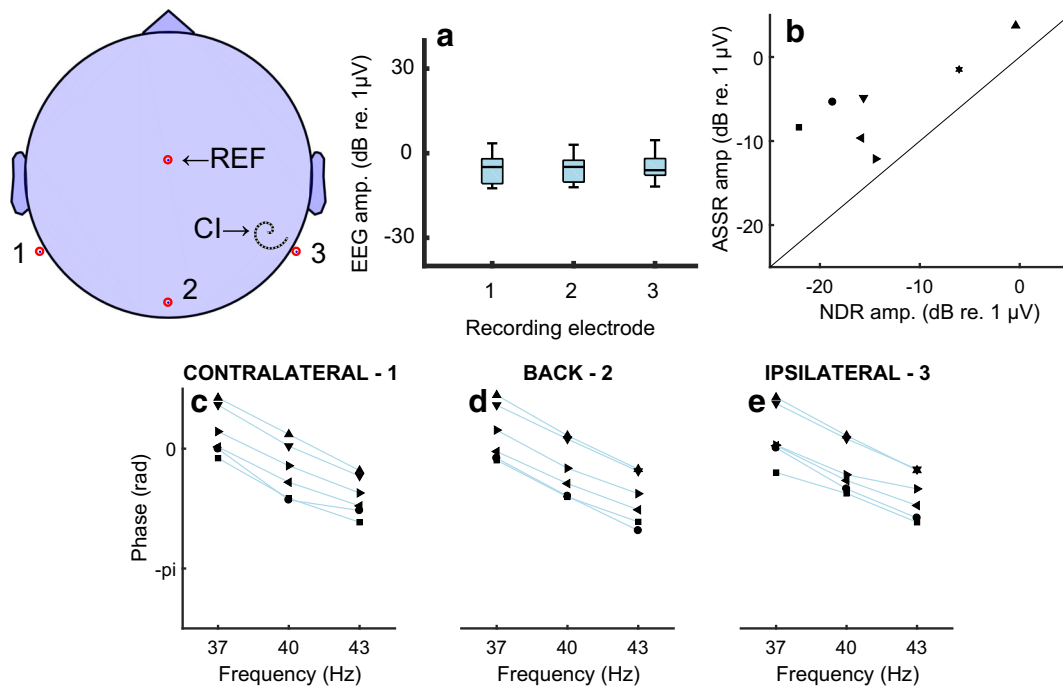 ←REF
CI→
1
2
3
a
EEG amp. (dB re. 1µV)
30
0
-30
1 2 3
Recording electrode
b
ASSR amp (dB re. 1 µV)
0
-10
-20
-20 -10 0
NDR amp. (dB re. 1 µV)
CONTRALATERAL - 1
c
Phase (rad)
0
-pi
37 40 43
Frequency (Hz)
BACK - 2
d
37 40 43
Frequency (Hz)
IPSILATERAL - 3
e
37 40 43
Frequency (Hz)